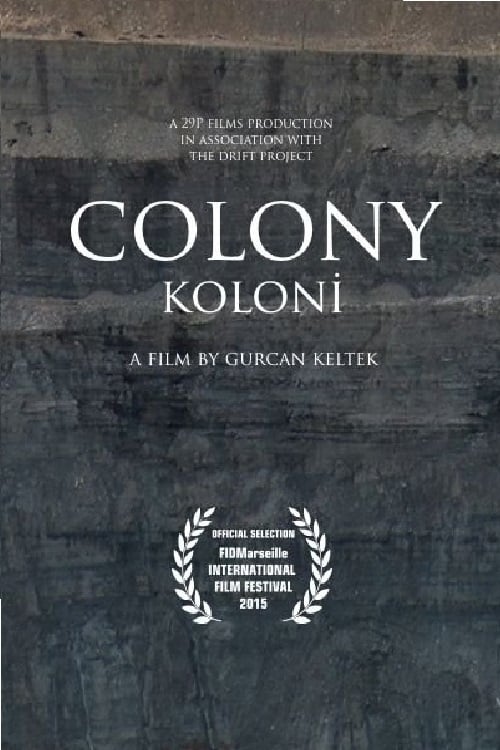 A 29P FILMS PRODUCTION
IN ASSOCIATION WITH
THE DRIFT PROJECT
COLONY
KOLONİ
A FILM BY GURCAN KELTEK
OFFICIAL SELECTION
FIDMarseille
INTERNATIONAL
FILM FESTIVAL
2015